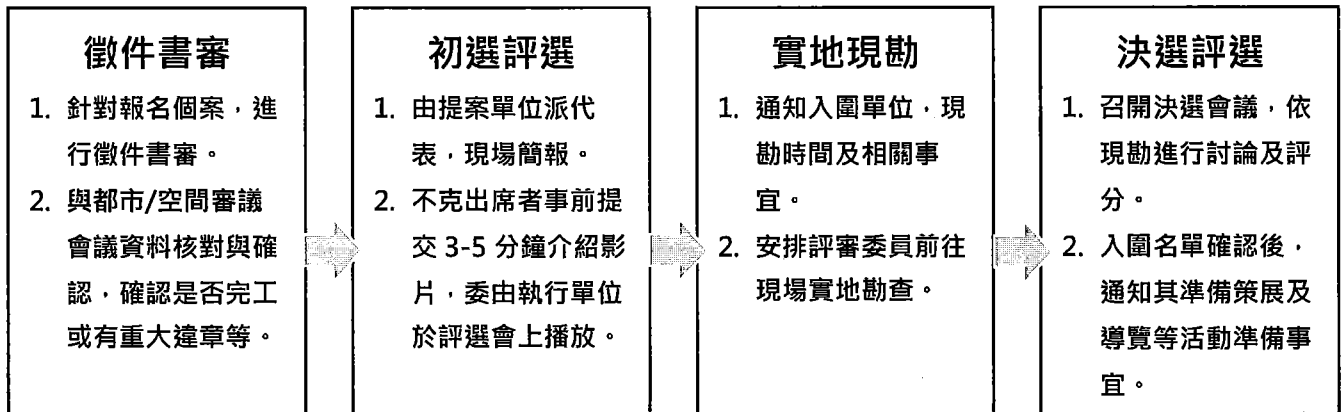 徵件書審
1. 針對報名個案，進
行徵件書審。
2. 與都市/空間審議
會議資料核對與確
認，確認是否完工
或有重大違章等。
初選評選
1. 由提案單位派代
表，現場簡報。
2. 不克出席者事前提
交 3-5 分鐘介紹影
片，委由執行單位
於評選會上播放。
實地現勘
1. 通知入圍單位，現
勘時間及相關事
宜。
2. 安排評審委員前往
現場實地勘查。
決選評選
1. 召開決選會議，依
現勘進行討論及評
分。
2. 入圍名單確認後，
通知其準備策展及
導覽等活動準備事
宜。